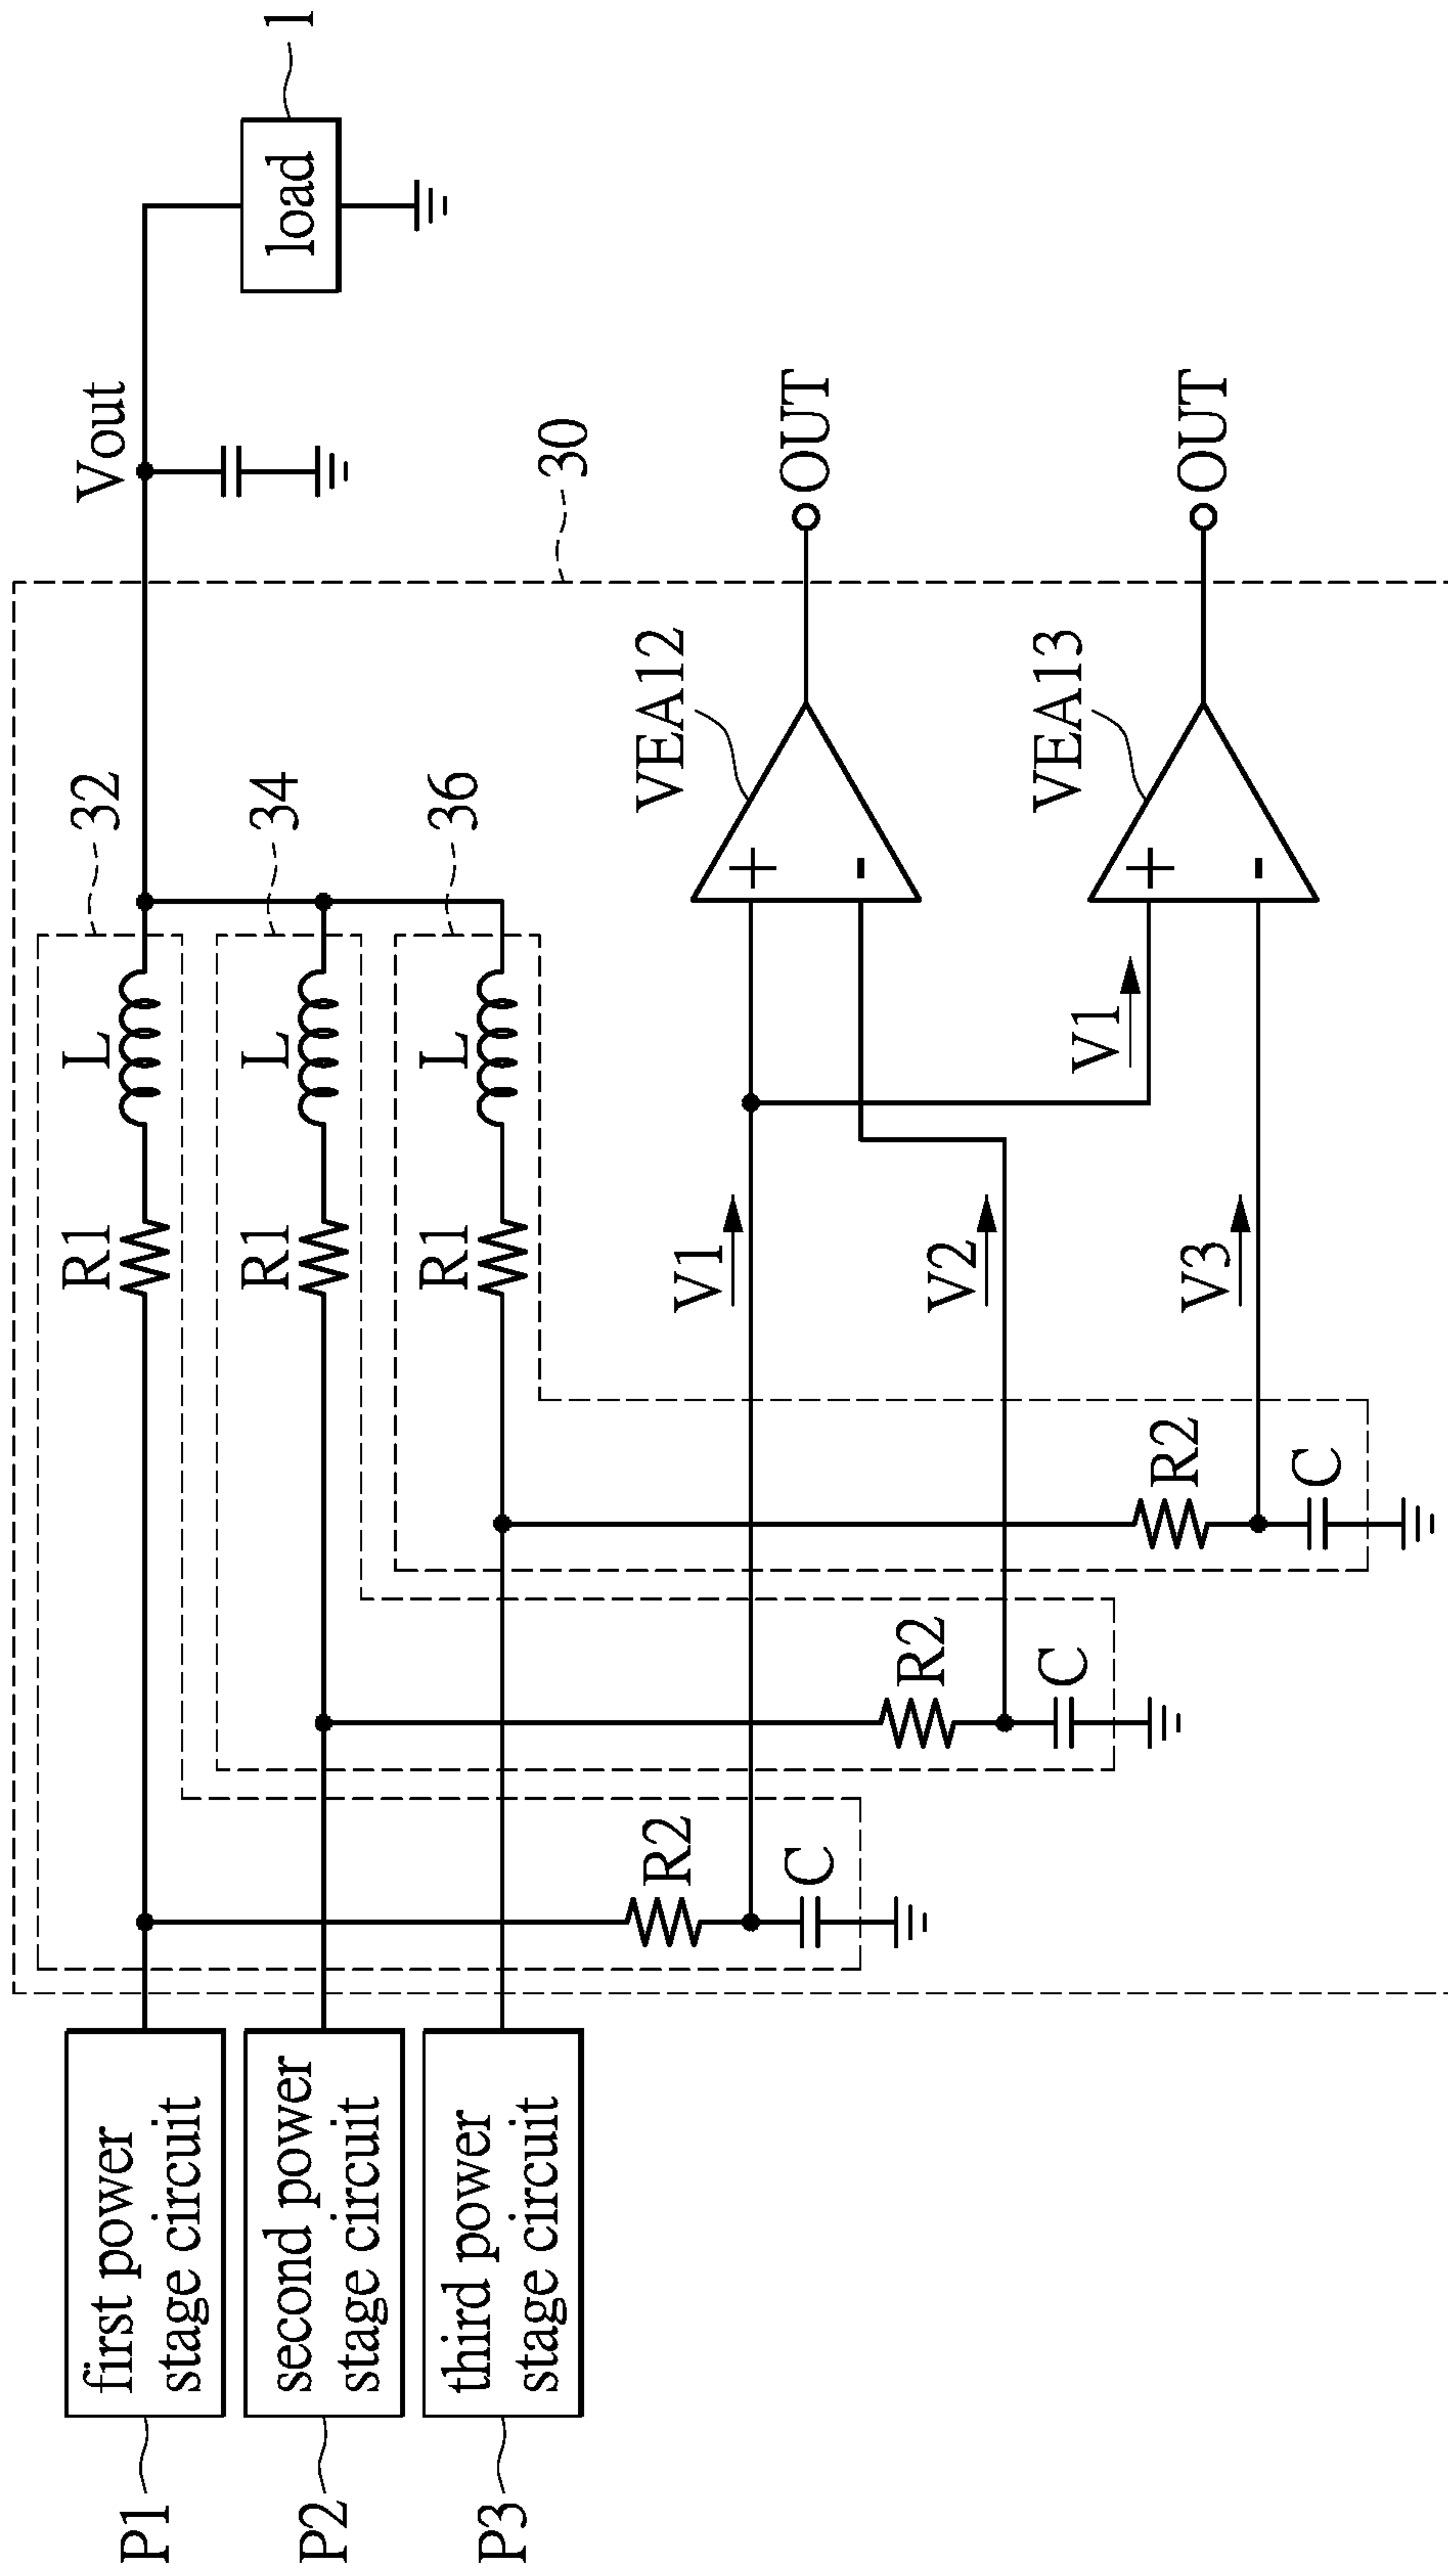 P1
first power
stage circuit
R1
L
32
Vout
load
1
P2
second power
stage circuit
R1
L
34
P3
third power
stage circuit
R1
L
36
30
R2
C
V1
VEA12
+
-
OUT
R2
C
V2
V1
VEA13
+
-
OUT
R2
C
V3